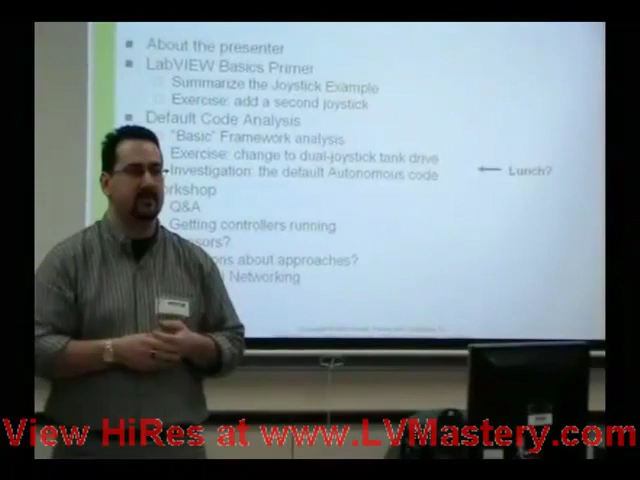 About the presenter
LabVIEW Basics Primer
Summarize the Joystick Example
Exercise: add a second joystick
Default Code Analysis
"Basic" Framework analysis
Exercise: change to dual-joystick tank drive
Investigation: the default Autonomous code
Lunch?
Q&A
Getting controllers running
about approaches?
Networking
View HiRes at www.LVMastery.com